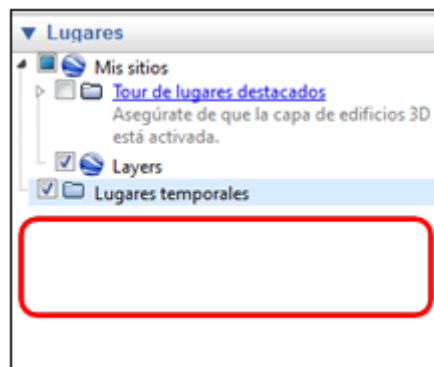 Lugares
Mis sitios
Tour de lugares destacados
Asegúrate de que la capa de edificios 3D
está activada.
Layers
Lugares temporales